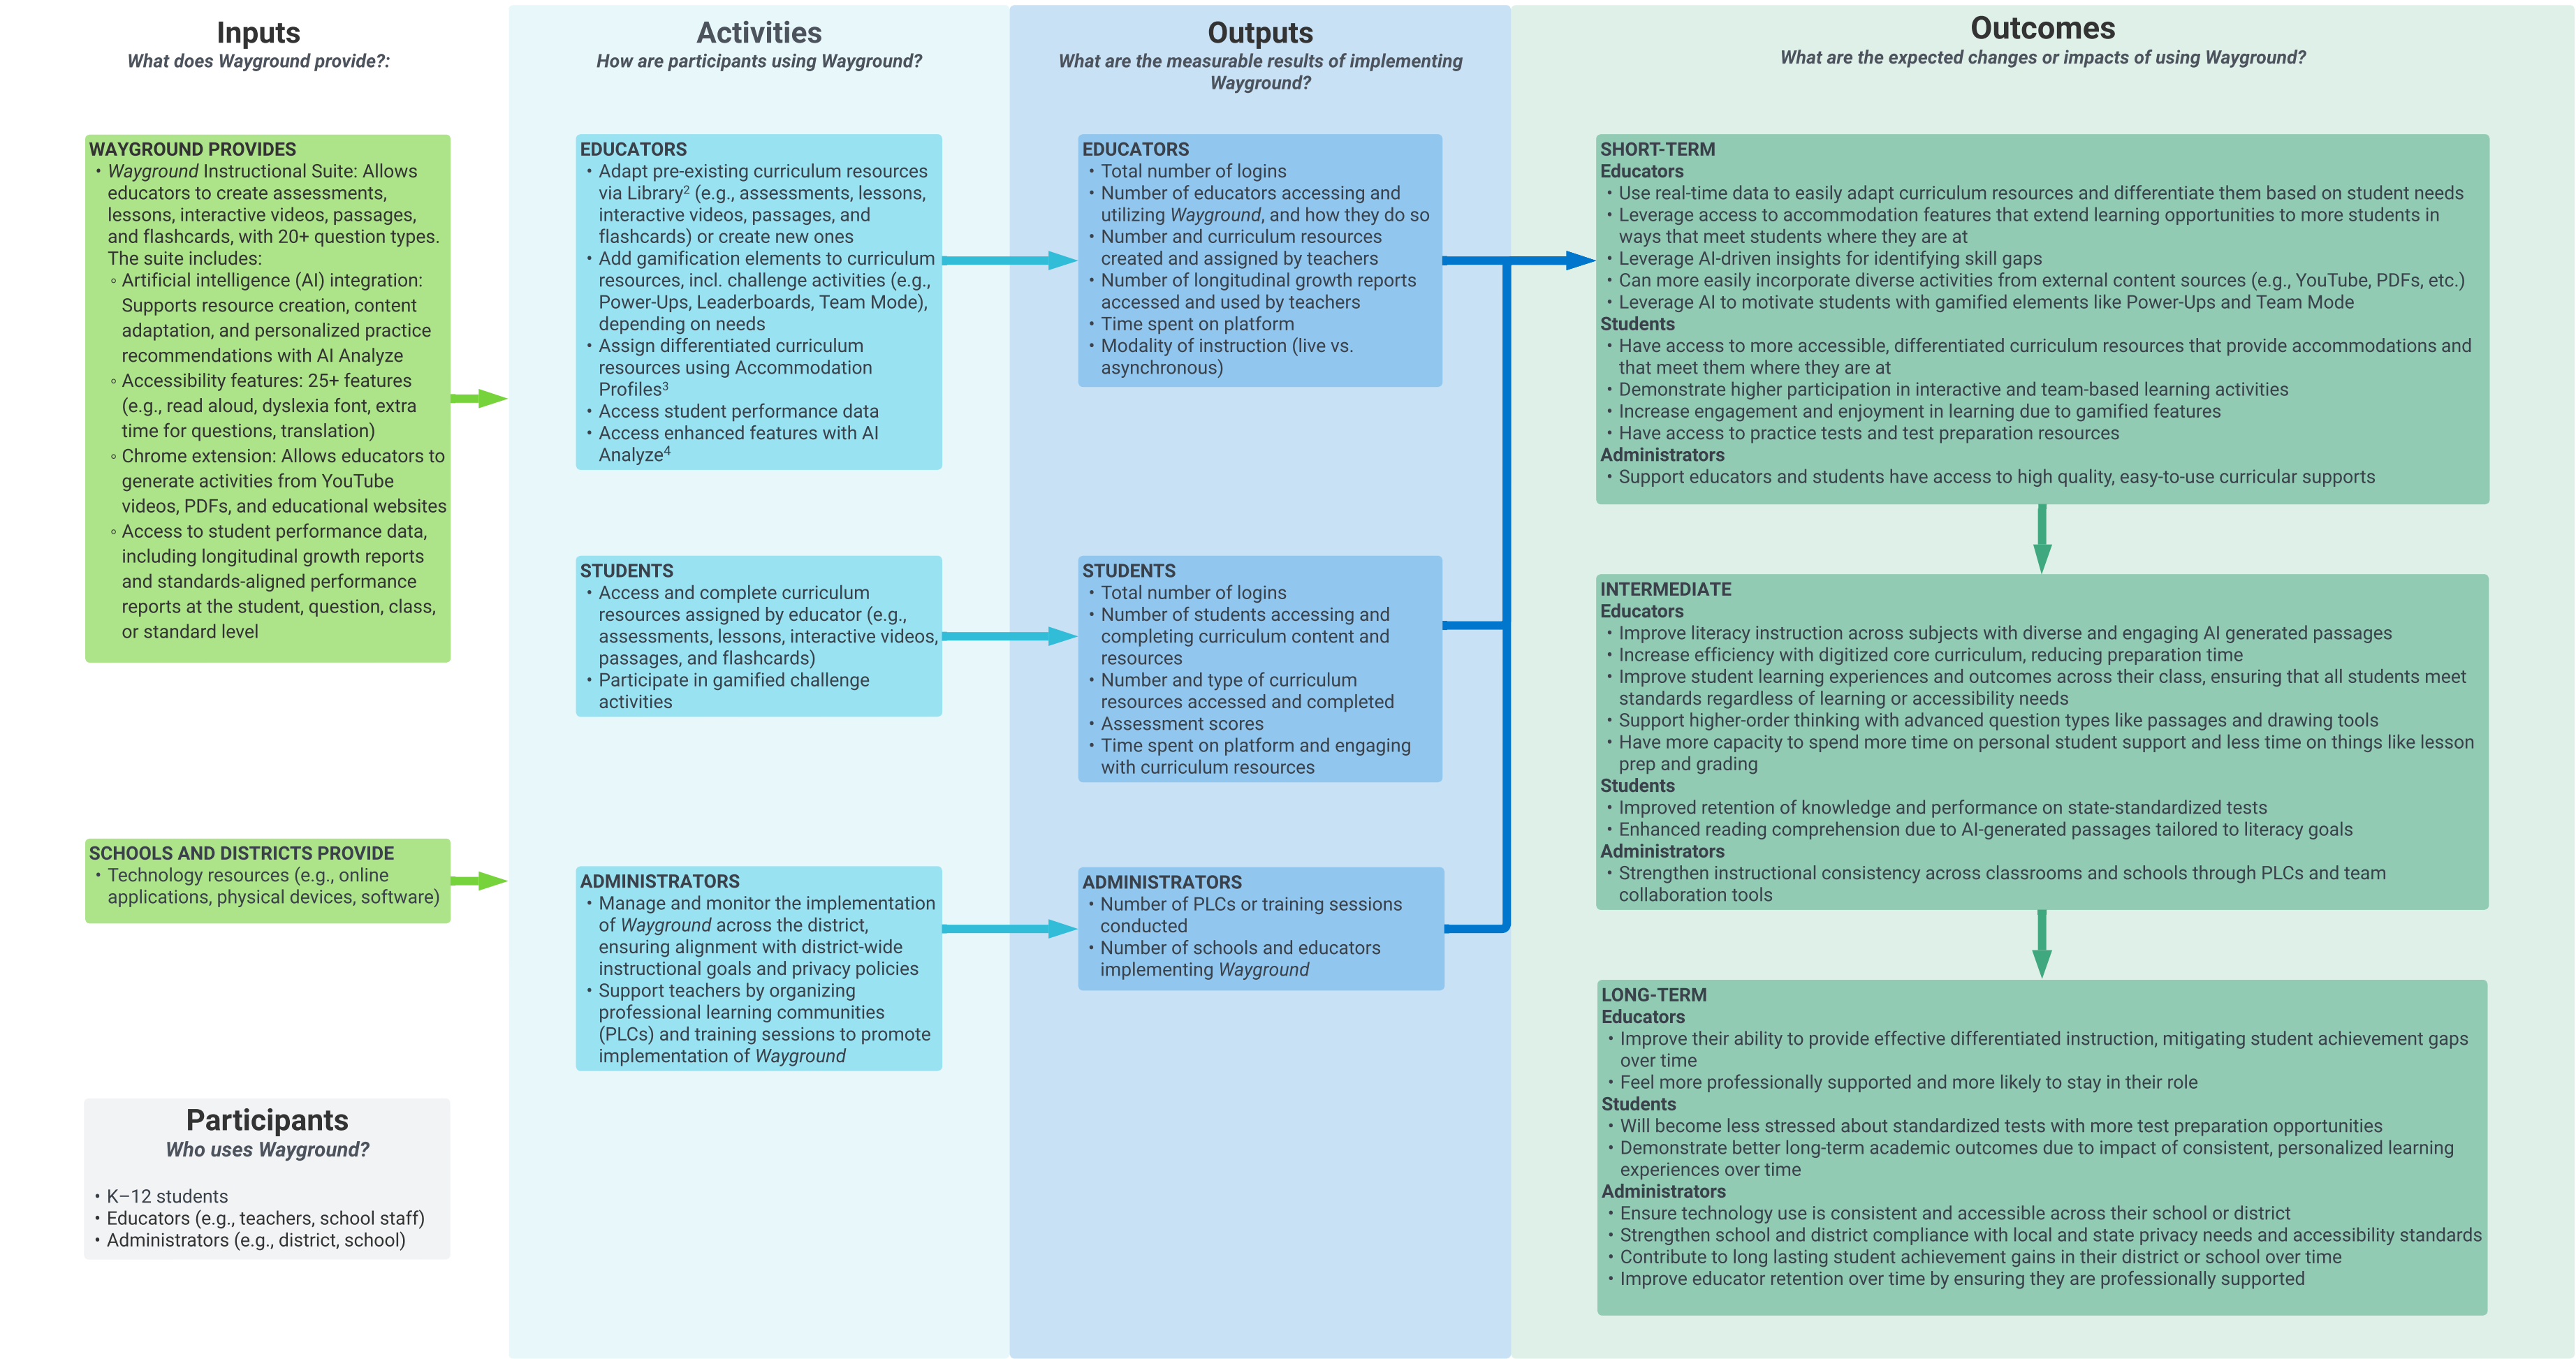 Inputs
What does Wayground provide?:
WAYGROUND PROVIDES
• Wayground Instructional Suite: Allows
educators to create assessments,
lessons, interactive videos, passages,
and flashcards, with 20+ question types.
The suite includes:
◦ Artificial intelligence (AI) integration:
Supports resource creation, content
adaptation, and personalized practice
recommendations with AI Analyze
◦ Accessibility features: 25+ features
(e.g., read aloud, dyslexia font, extra
time for questions, translation)
◦ Chrome extension: Allows educators to
generate activities from YouTube
videos, PDFs, and educational websites
◦ Access to student performance data,
including longitudinal growth reports
and standards-aligned performance
reports at the student, question, class,
or standard level
SCHOOLS AND DISTRICTS PROVIDE
• Technology resources (e.g., online
applications, physical devices, software)
Participants
Who uses Wayground?
• K–12 students
• Educators (e.g., teachers, school staff)
• Administrators (e.g., district, school)
Activities
How are participants using Wayground?
EDUCATORS
• Adapt pre-existing curriculum resources
via Library² (e.g., assessments, lessons,
interactive videos, passages, and
flashcards) or create new ones
• Add gamification elements to curriculum
resources, incl. challenge activities (e.g.,
Power-Ups, Leaderboards, Team Mode),
depending on needs
• Assign differentiated curriculum
resources using Accommodation
Profiles³
• Access student performance data
• Access enhanced features with AI
Analyze⁴
STUDENTS
• Access and complete curriculum
resources assigned by educator (e.g.,
assessments, lessons, interactive videos,
passages, and flashcards)
• Participate in gamified challenge
activities
ADMINISTRATORS
• Manage and monitor the implementation
of Wayground across the district,
ensuring alignment with district-wide
instructional goals and privacy policies
• Support teachers by organizing
professional learning communities
(PLCs) and training sessions to promote
implementation of Wayground
Outputs
What are the measurable results of implementing
Wayground?
EDUCATORS
• Total number of logins
• Number of educators accessing and
utilizing Wayground, and how they do so
• Number and curriculum resources
created and assigned by teachers
• Number of longitudinal growth reports
accessed and used by teachers
• Time spent on platform
• Modality of instruction (live vs.
asynchronous)
STUDENTS
• Total number of logins
• Number of students accessing and
completing curriculum content and
resources
• Number and type of curriculum
resources accessed and completed
• Assessment scores
• Time spent on platform and engaging
with curriculum resources
ADMINISTRATORS
• Number of PLCs or training sessions
conducted
• Number of schools and educators
implementing Wayground
Outcomes
What are the expected changes or impacts of using Wayground?
SHORT-TERM
Educators
• Use real-time data to easily adapt curriculum resources and differentiate them based on student needs
• Leverage access to accommodation features that extend learning opportunities to more students in
ways that meet students where they are at
• Leverage AI-driven insights for identifying skill gaps
• Can more easily incorporate diverse activities from external content sources (e.g., YouTube, PDFs, etc.)
• Leverage AI to motivate students with gamified elements like Power-Ups and Team Mode
Students
• Have access to more accessible, differentiated curriculum resources that provide accommodations and
that meet them where they are at
• Demonstrate higher participation in interactive and team-based learning activities
• Increase engagement and enjoyment in learning due to gamified features
• Have access to practice tests and test preparation resources
Administrators
• Support educators and students have access to high quality, easy-to-use curricular supports
INTERMEDIATE
Educators
• Improve literacy instruction across subjects with diverse and engaging AI generated passages
• Increase efficiency with digitized core curriculum, reducing preparation time
• Improve student learning experiences and outcomes across their class, ensuring that all students meet
standards regardless of learning or accessibility needs
• Support higher-order thinking with advanced question types like passages and drawing tools
• Have more capacity to spend more time on personal student support and less time on things like lesson
prep and grading
Students
• Improved retention of knowledge and performance on state-standardized tests
• Enhanced reading comprehension due to AI-generated passages tailored to literacy goals
Administrators
• Strengthen instructional consistency across classrooms and schools through PLCs and team
collaboration tools
LONG-TERM
Educators
• Improve their ability to provide effective differentiated instruction, mitigating student achievement gaps
over time
• Feel more professionally supported and more likely to stay in their role
Students
• Will become less stressed about standardized tests with more test preparation opportunities
• Demonstrate better long-term academic outcomes due to impact of consistent, personalized learning
experiences over time
Administrators
• Ensure technology use is consistent and accessible across their school or district
• Strengthen school and district compliance with local and state privacy needs and accessibility standards
• Contribute to long lasting student achievement gains in their district or school over time
• Improve educator retention over time by ensuring they are professionally supported